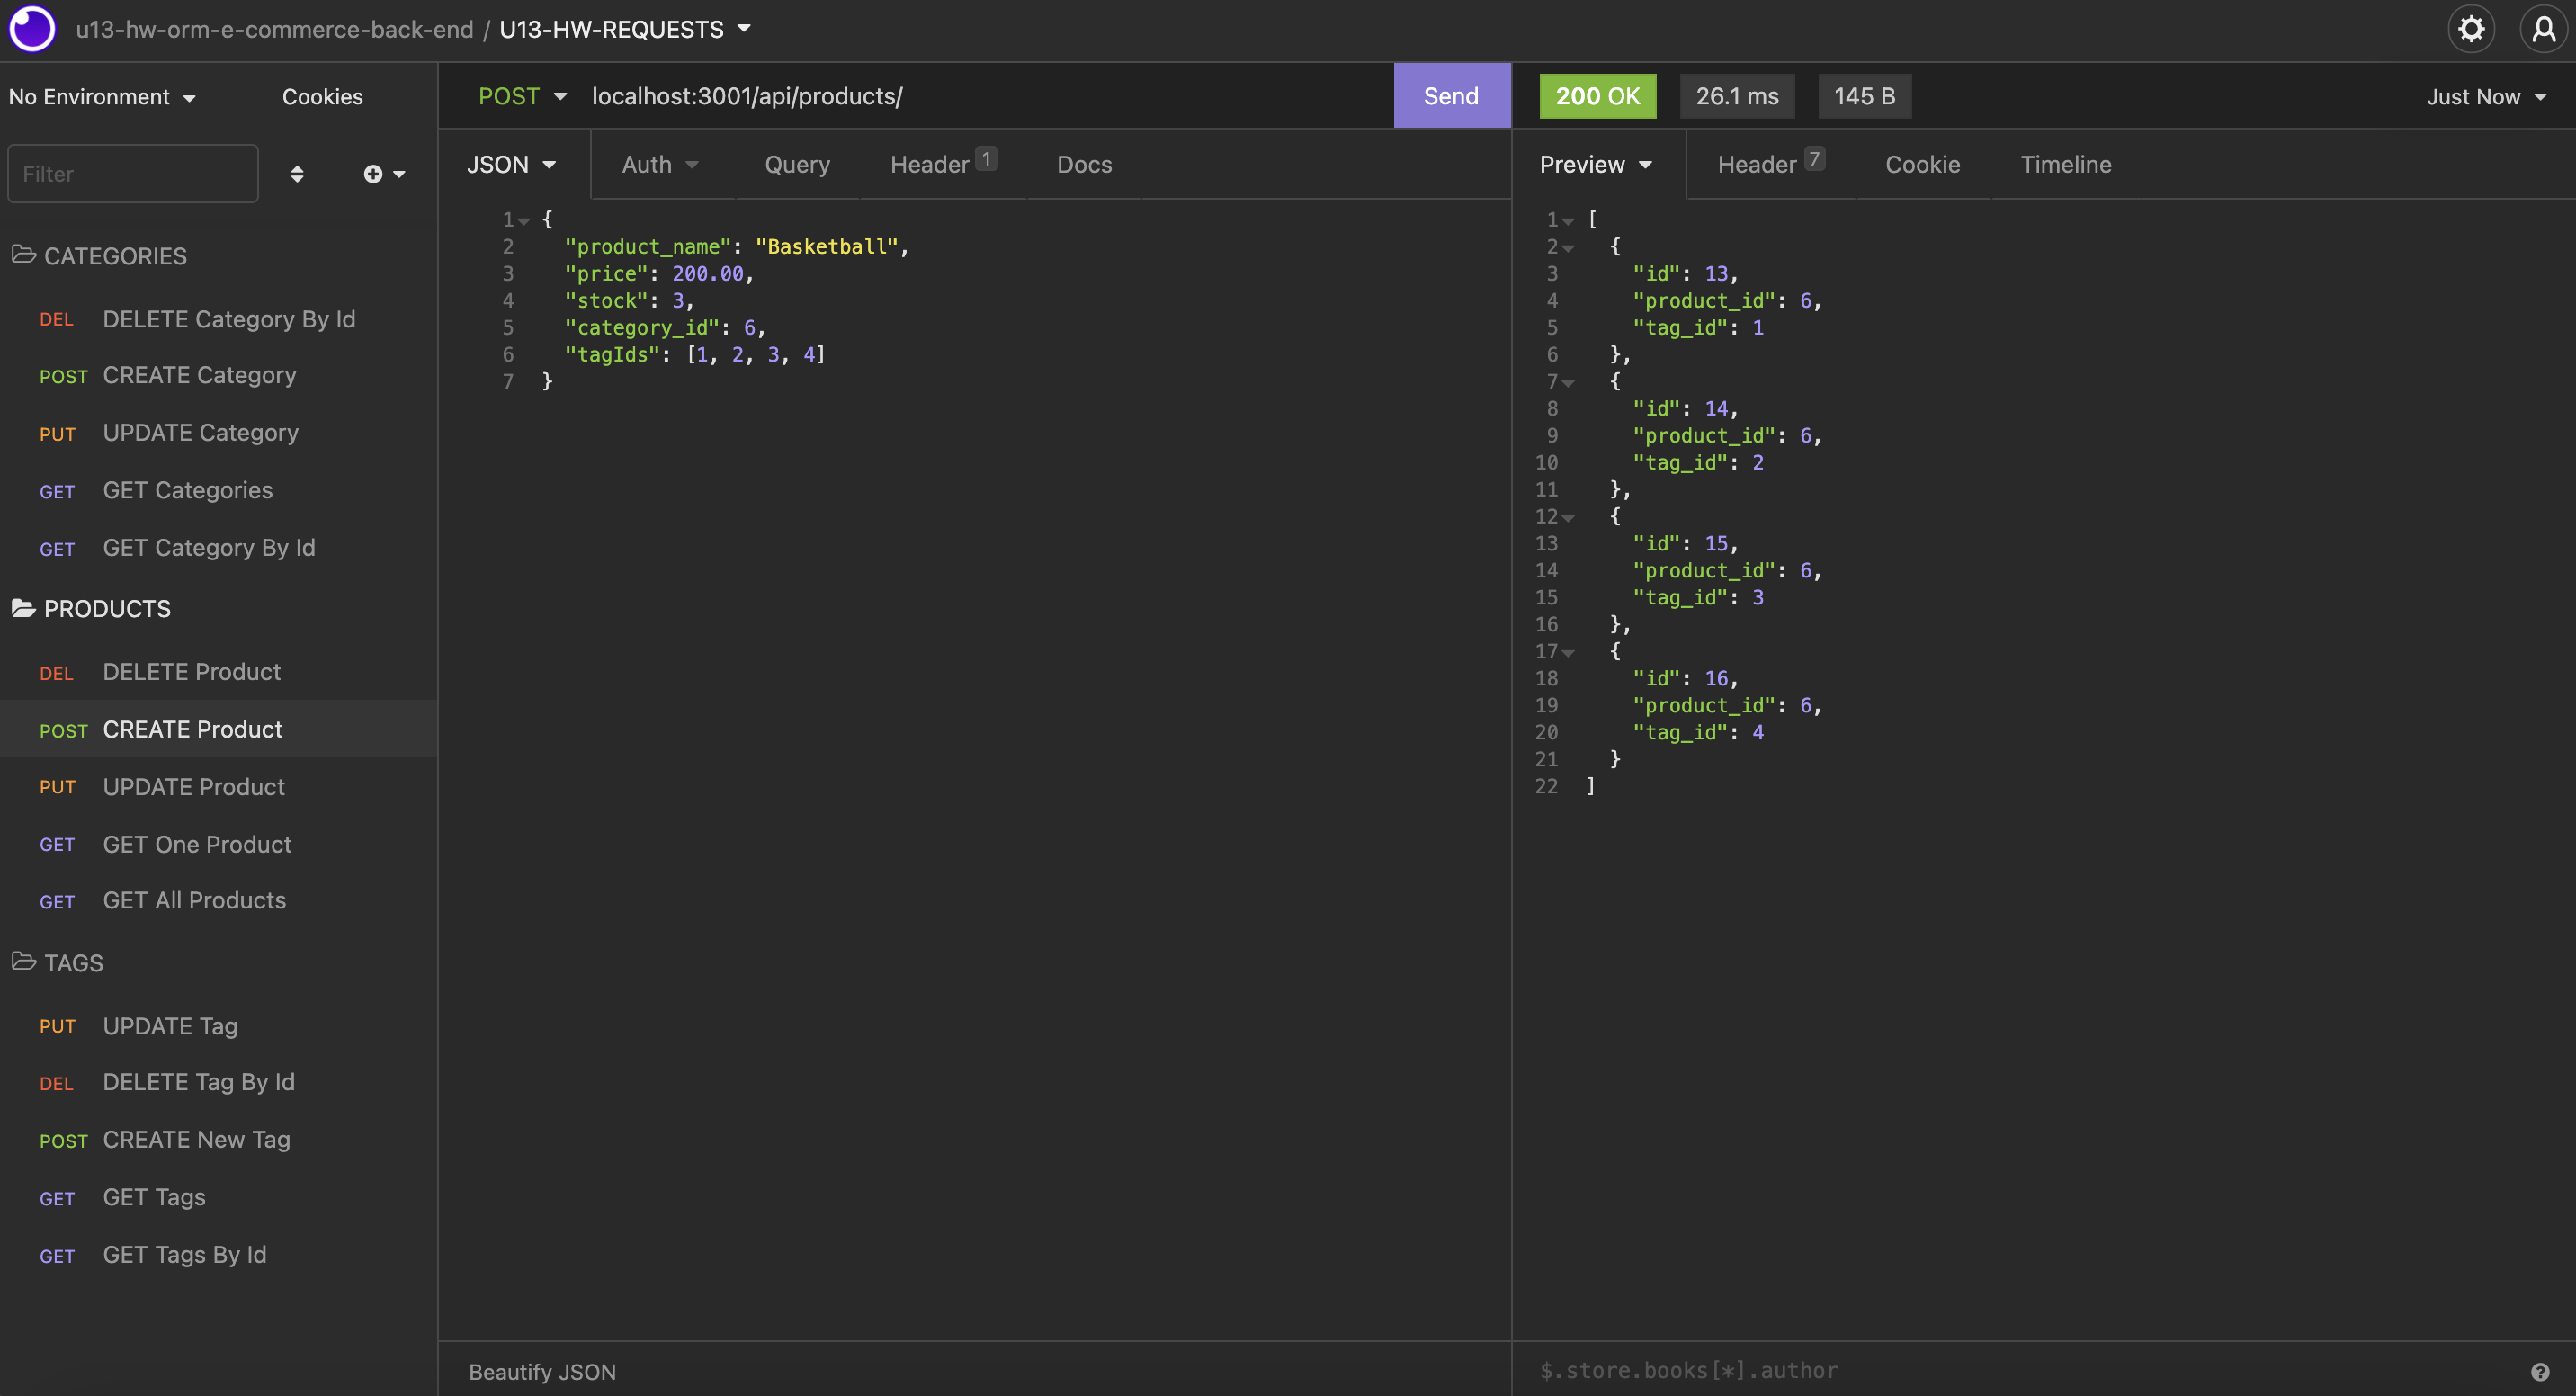 u13-hw-orm-e-commerce-back-end / U13-HW-REQUESTS
No Environment
Cookies
Filter
CATEGORIES
DEL DELETE Category By Id
POST CREATE Category
PUT UPDATE Category
GET GET Categories
GET GET Category By Id
PRODUCTS
DEL DELETE Product
POST CREATE Product
PUT UPDATE Product
GET GET One Product
GET GET All Products
TAGS
PUT UPDATE Tag
DEL DELETE Tag By Id
POST CREATE New Tag
GET GET Tags
GET GET Tags By Id
POST localhost:3001/api/products/ Send
JSON Auth Query Header 1 Docs
1 {
2 "product_name": "Basketball",
3 "price": 200.00,
4 "stock": 3,
5 "category_id": 6,
6 "tagIds": [1, 2, 3, 4]
7 }
Beautify JSON
200 OK 26.1 ms 145 B Just Now
Preview Header 7 Cookie Timeline
1 [
2 {
3 "id": 13,
4 "product_id": 6,
5 "tag_id": 1
6 },
7 {
8 "id": 14,
9 "product_id": 6,
10 "tag_id": 2
11 },
12 {
13 "id": 15,
14 "product_id": 6,
15 "tag_id": 3
16 },
17 {
18 "id": 16,
19 "product_id": 6,
20 "tag_id": 4
21 }
22 ]
$.store.books[*].author
?